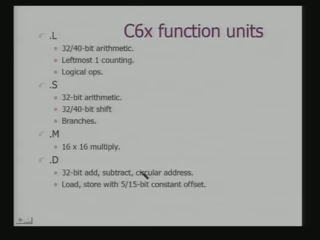 C6x function units
.L
32/40-bit arithmetic.
Leftmost 1 counting.
Logical ops.
.S
32-bit arithmetic.
32/40-bit shift
Branches.
.M
16 x 16 multiply.
.D
32-bit add, subtract, circular address.
Load, store with 5/15-bit constant offset.